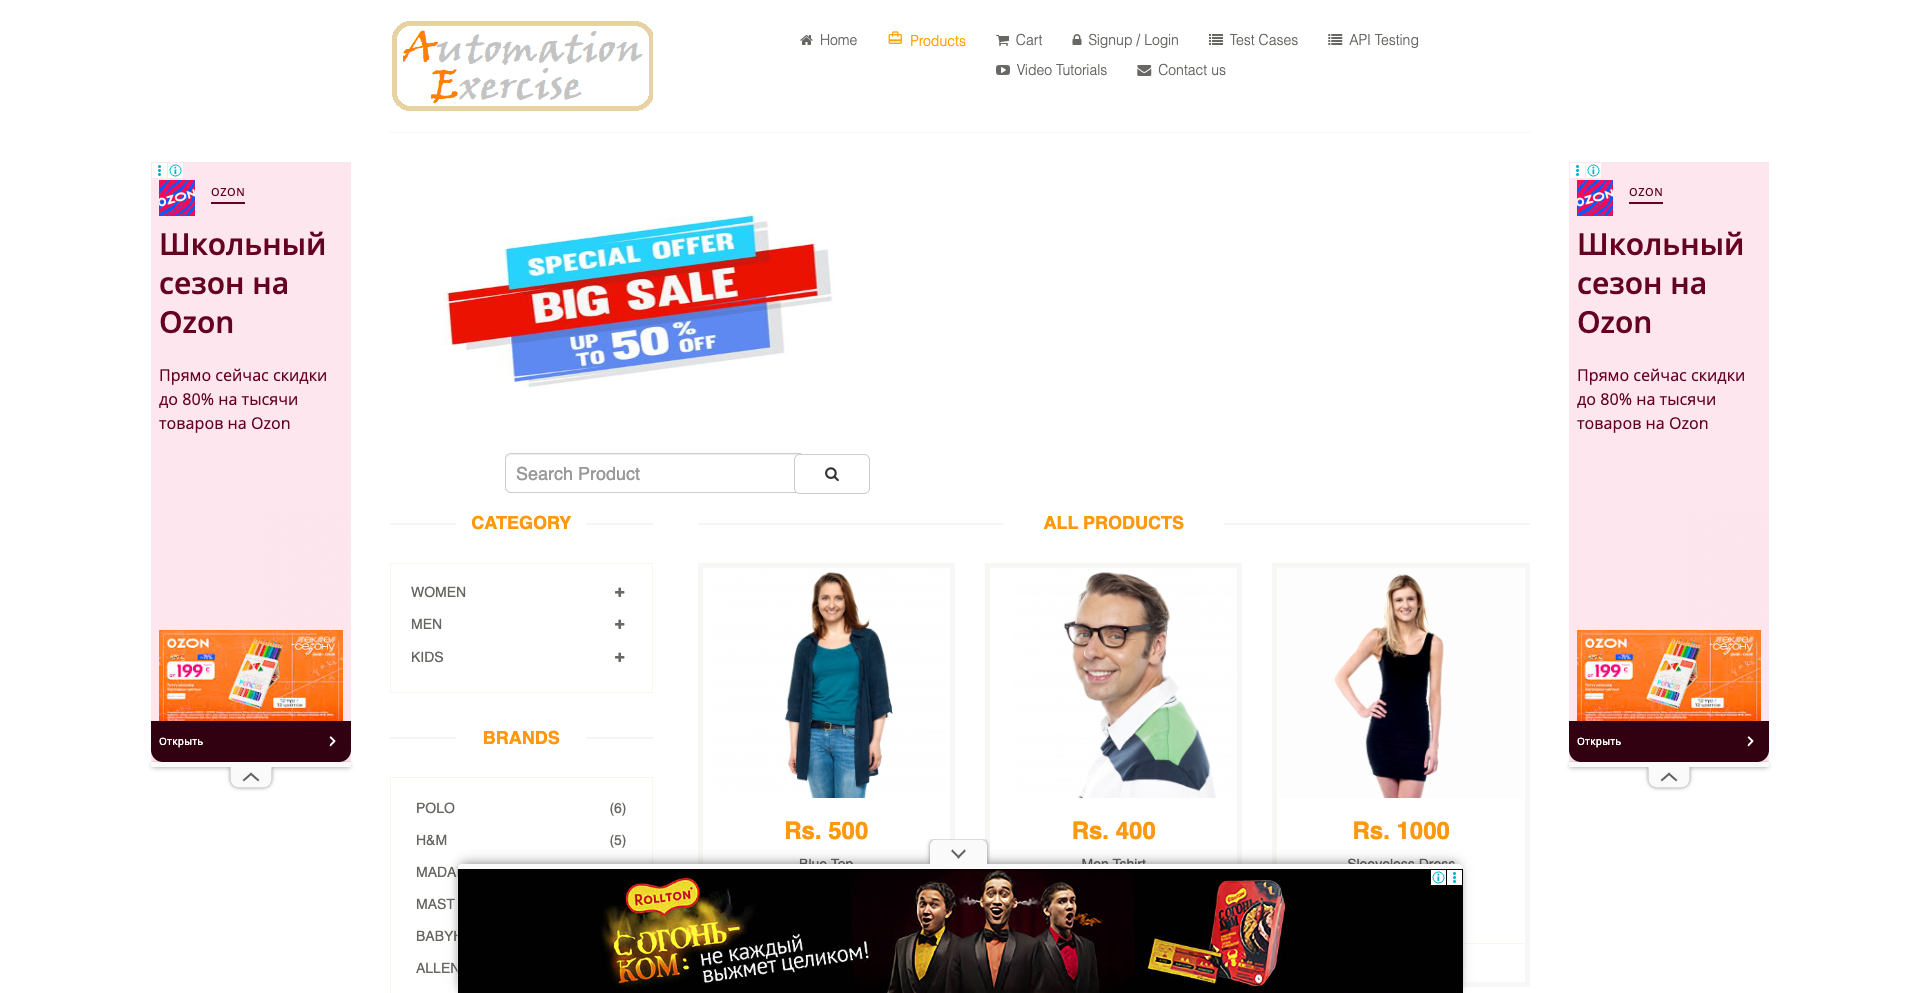 Automation
Exercise
Home
Products
Cart
Signup / Login
Test Cases
API Testing
Video Tutorials
Contact us
OZON
OZON
Школьный
сезон на
Ozon
Прямо сейчас скидки
до 80% на тысячи
товаров на Ozon
OZON
199
Открыть
SPECIAL OFFER
BIG SALE
UP TO 50% OFF
Search Product
CATEGORY
WOMEN
MEN
KIDS
BRANDS
POLO (6)
H&M (5)
MADA
MAST
BABYH
ALLEN
ALL PRODUCTS
Rs. 500
Blue Top
Rs. 400
Men Tshirt
Rs. 1000
Sleeveless Dress
OZON
OZON
Школьный
сезон на
Ozon
Прямо сейчас скидки
до 80% на тысячи
товаров на Ozon
OZON
199
Открыть
ROLLTON
С ОГОНЬ-
КОМ: не каждый
выжмет целиком!